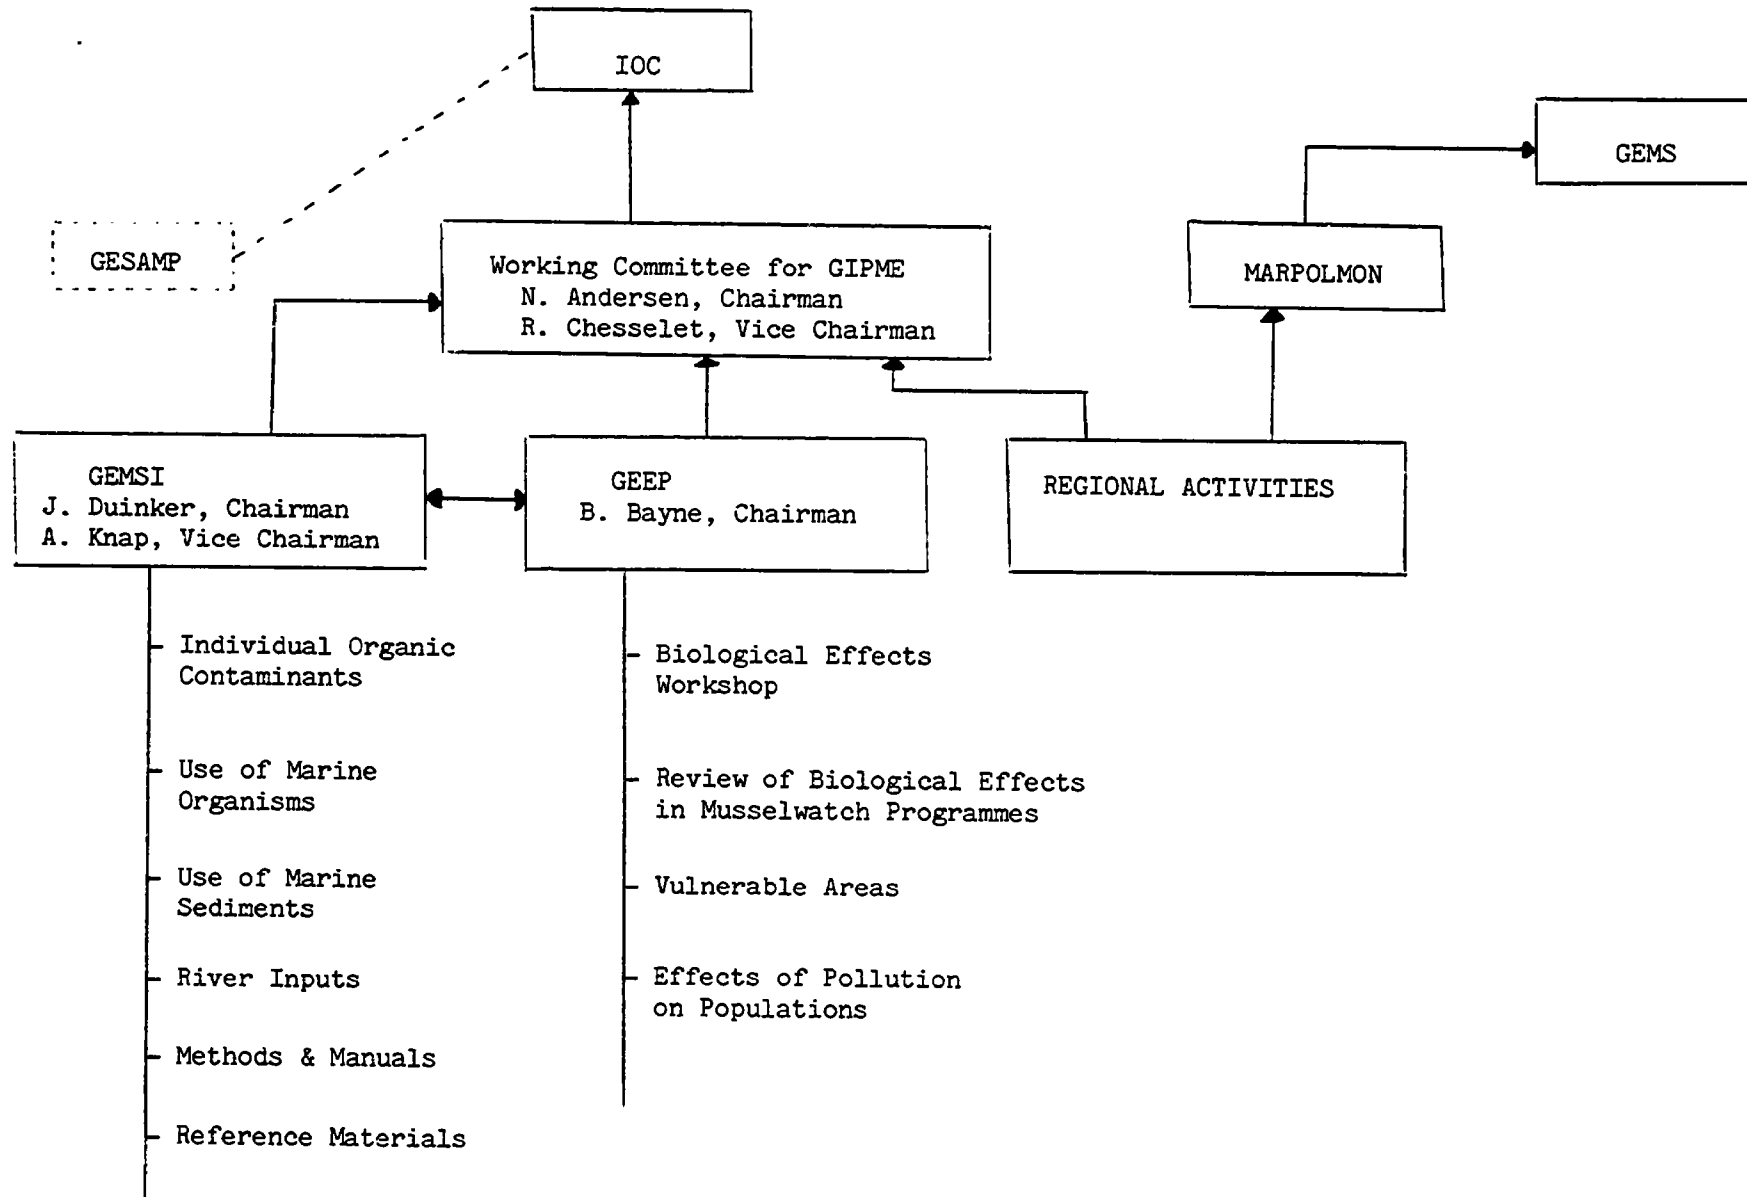 IOC
GEMS
GESAMP
Working Committee for GIPME
N. Andersen, Chairman
R. Chesselet, Vice Chairman
MARPOLMON
GEMSI
J. Duinker, Chairman
A. Knap, Vice Chairman
GEEP
B. Bayne, Chairman
REGIONAL ACTIVITIES
Individual Organic
Contaminants
Use of Marine
Organisms
Use of Marine
Sediments
River Inputs
Methods & Manuals
Reference Materials
Biological Effects
Workshop
Review of Biological Effects
in Musselwatch Programmes
Vulnerable Areas
Effects of Pollution
on Populations